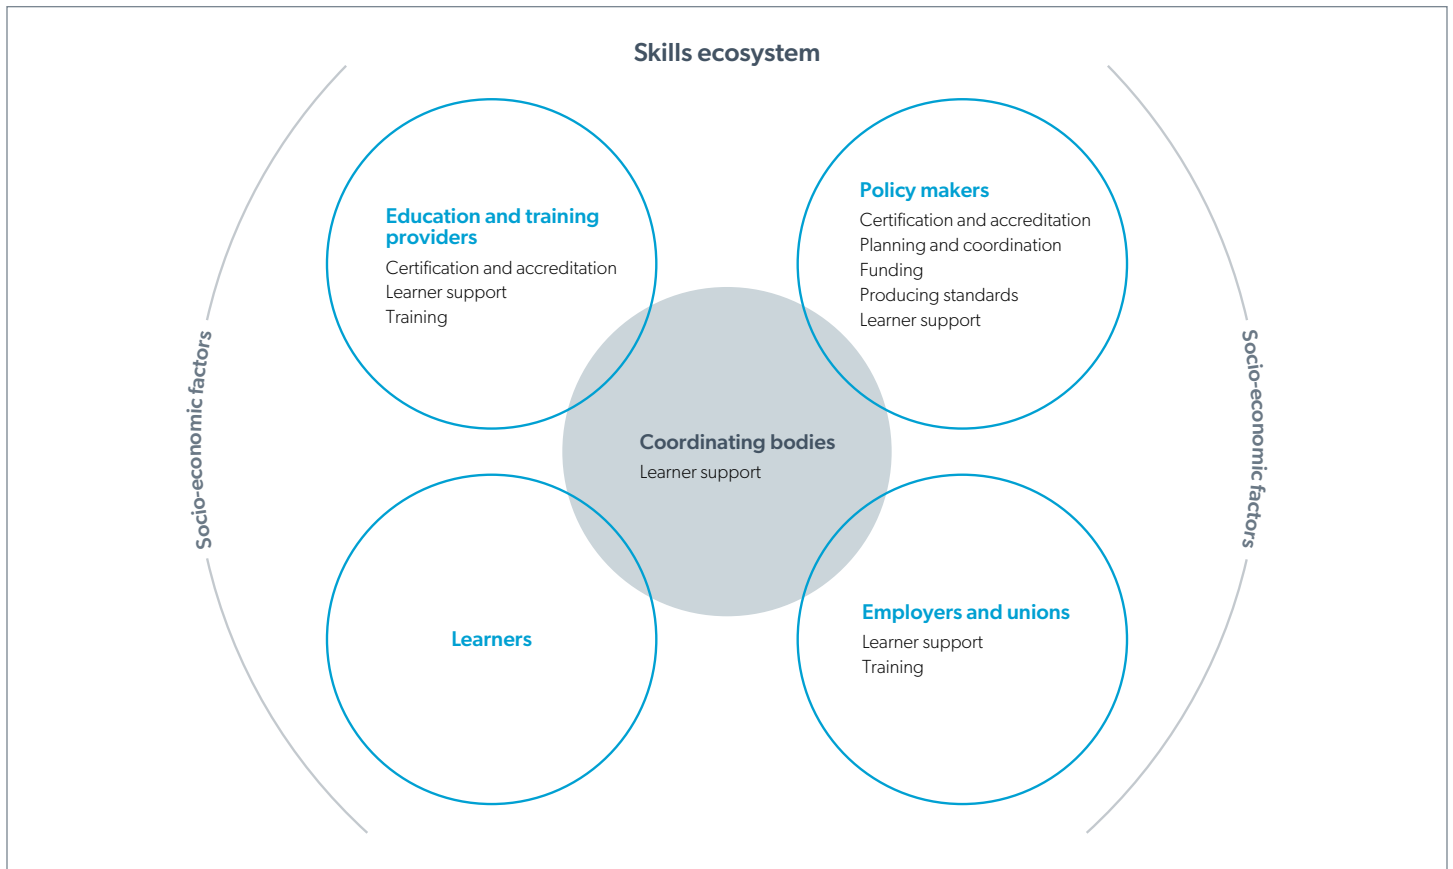 Skills ecosystem
Education and training
providers
Certification and accreditation
Learner support
Training
Policy makers
Certification and accreditation
Planning and coordination
Funding
Producing standards
Learner support
Socio-economic factors
Coordinating bodies
Learner support
Socio-economic factors
Learners
Employers and unions
Learner support
Training